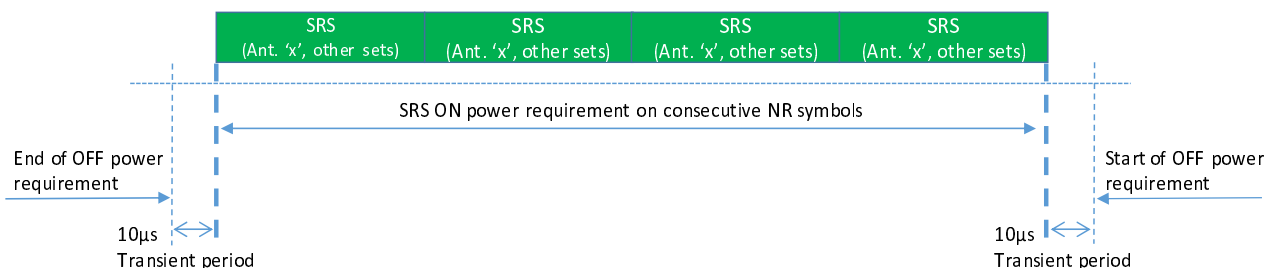 SRS
(Ant. ‘x’, other sets)
SRS
(Ant. ‘x’, other sets)
SRS
(Ant. ‘x’, other sets)
SRS
(Ant. ‘x’, other sets)
SRS ON power requirement on consecutive NR symbols
End of OFF power
requirement
Start of OFF power
requirement
10µs
Transient period
10µs
Transient period